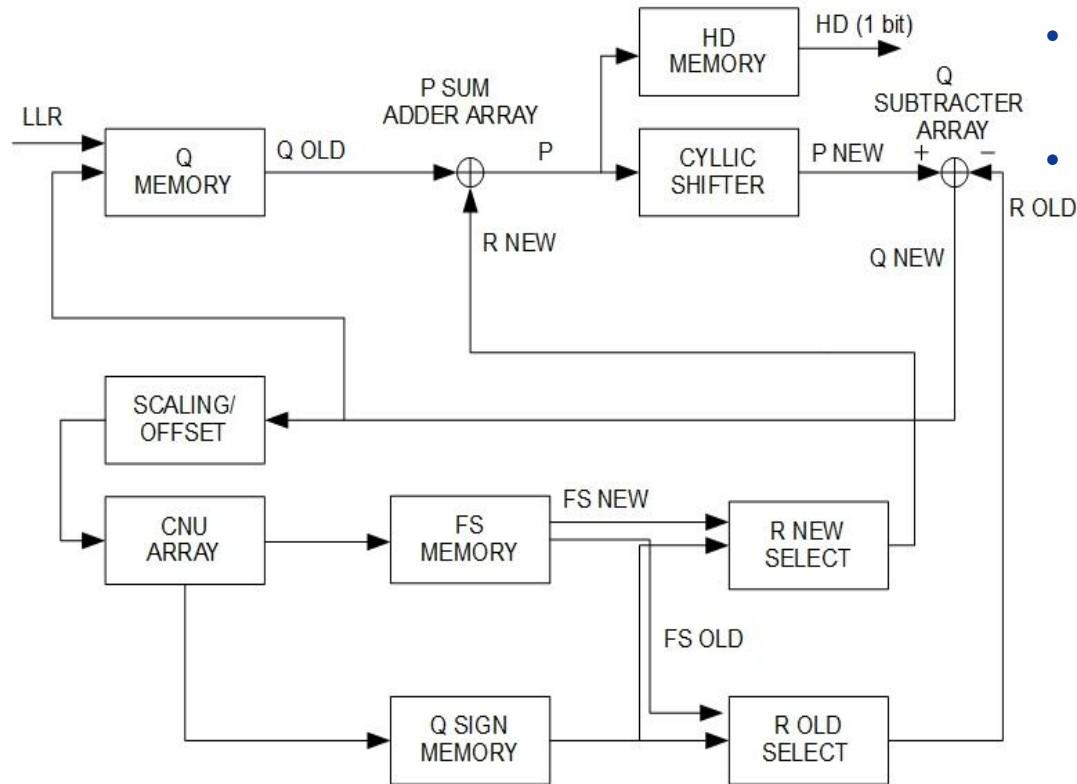 HD (1 bit)
HD
MEMORY
P SUM
ADDER ARRAY
Q
SUBTRACTER
ARRAY
LLR
Q
MEMORY
Q OLD
P
CYLLIC
SHIFTER
P NEW
+
–
R OLD
R NEW
Q NEW
SCALING/
OFFSET
CNU
ARRAY
FS
MEMORY
FS NEW
R NEW
SELECT
FS OLD
Q SIGN
MEMORY
R OLD
SELECT